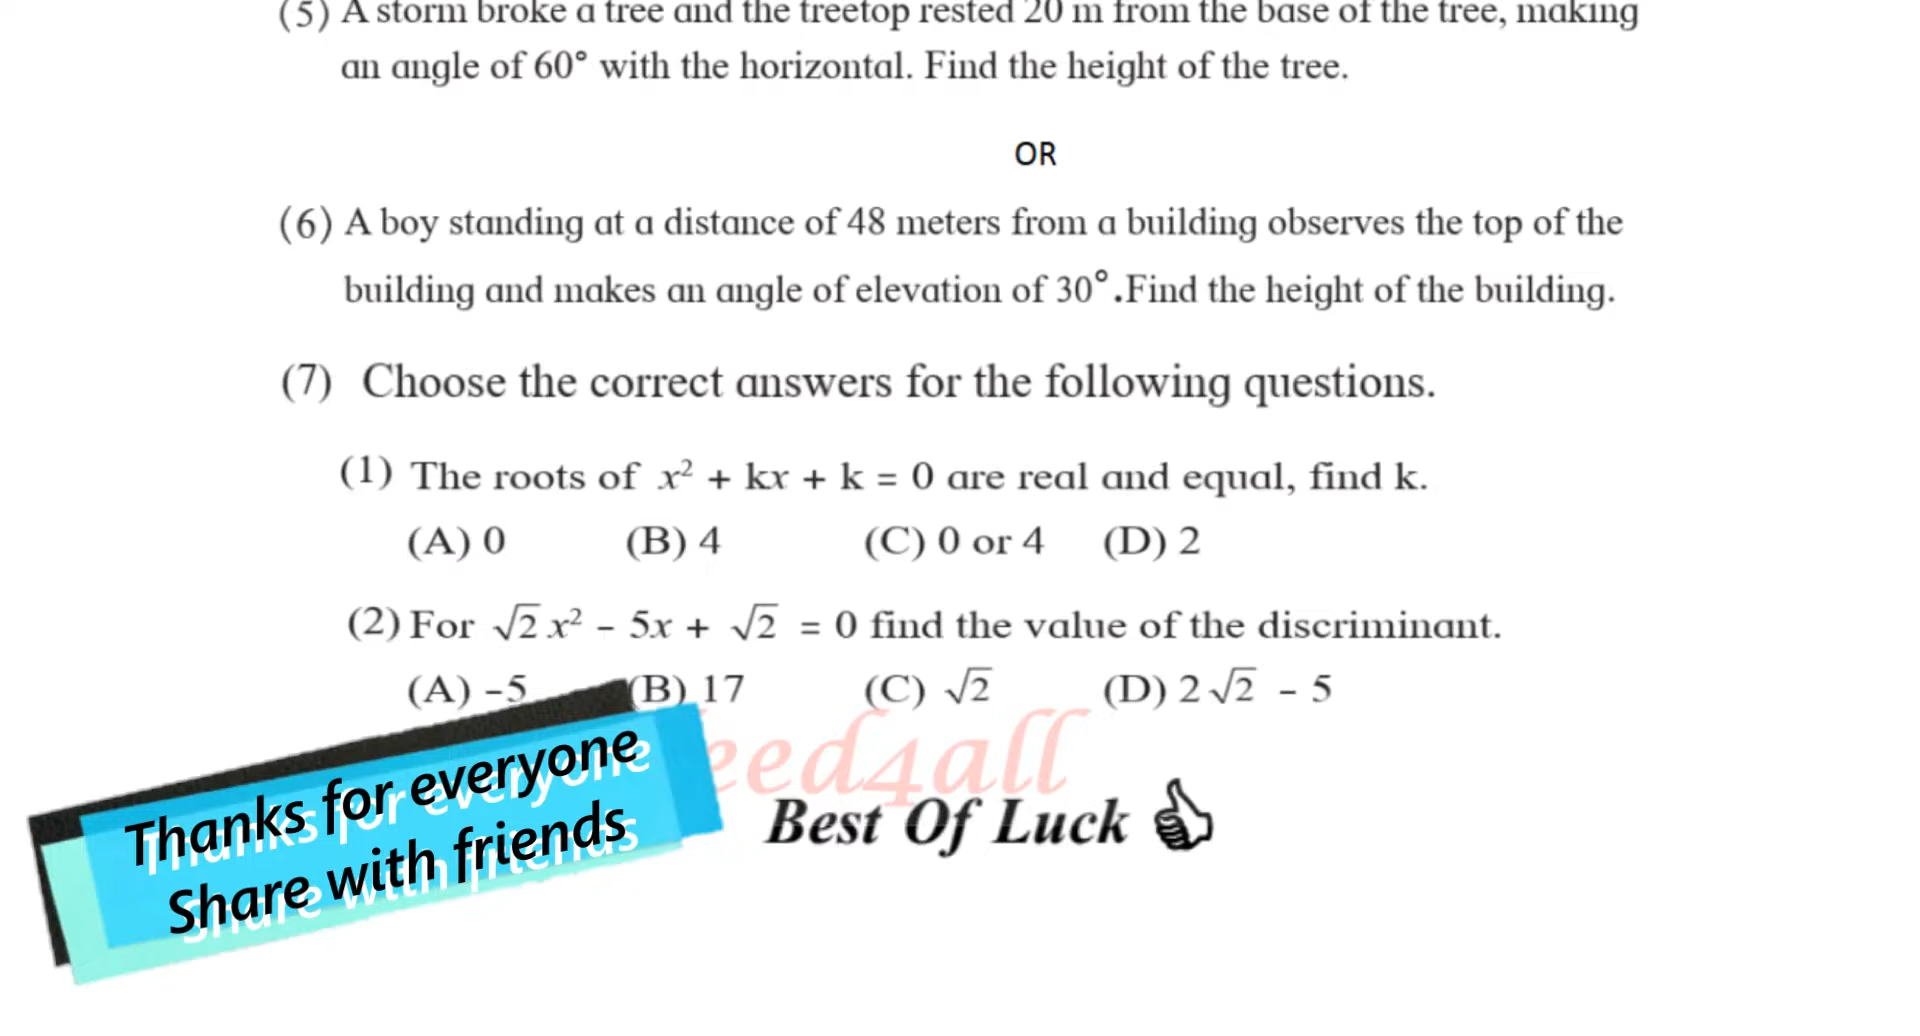 (5) A storm broke a tree and the treetop rested 20 m from the base of the tree, making
an angle of 60° with the horizontal. Find the height of the tree.
OR
(6) A boy standing at a distance of 48 meters from a building observes the top of the
building and makes an angle of elevation of 30°.Find the height of the building.
(7) Choose the correct answers for the following questions.
(1) The roots of x² + kx + k = 0 are real and equal, find k.
(A) 0 (B) 4 (C) 0 or 4 (D) 2
(2) For √2 x² - 5x + √2 = 0 find the value of the discriminant.
(A) -5 (B) 17 (C) √2 (D) 2√2 - 5
Thanks for everyone
Share with friends
Best Of Luck 👍